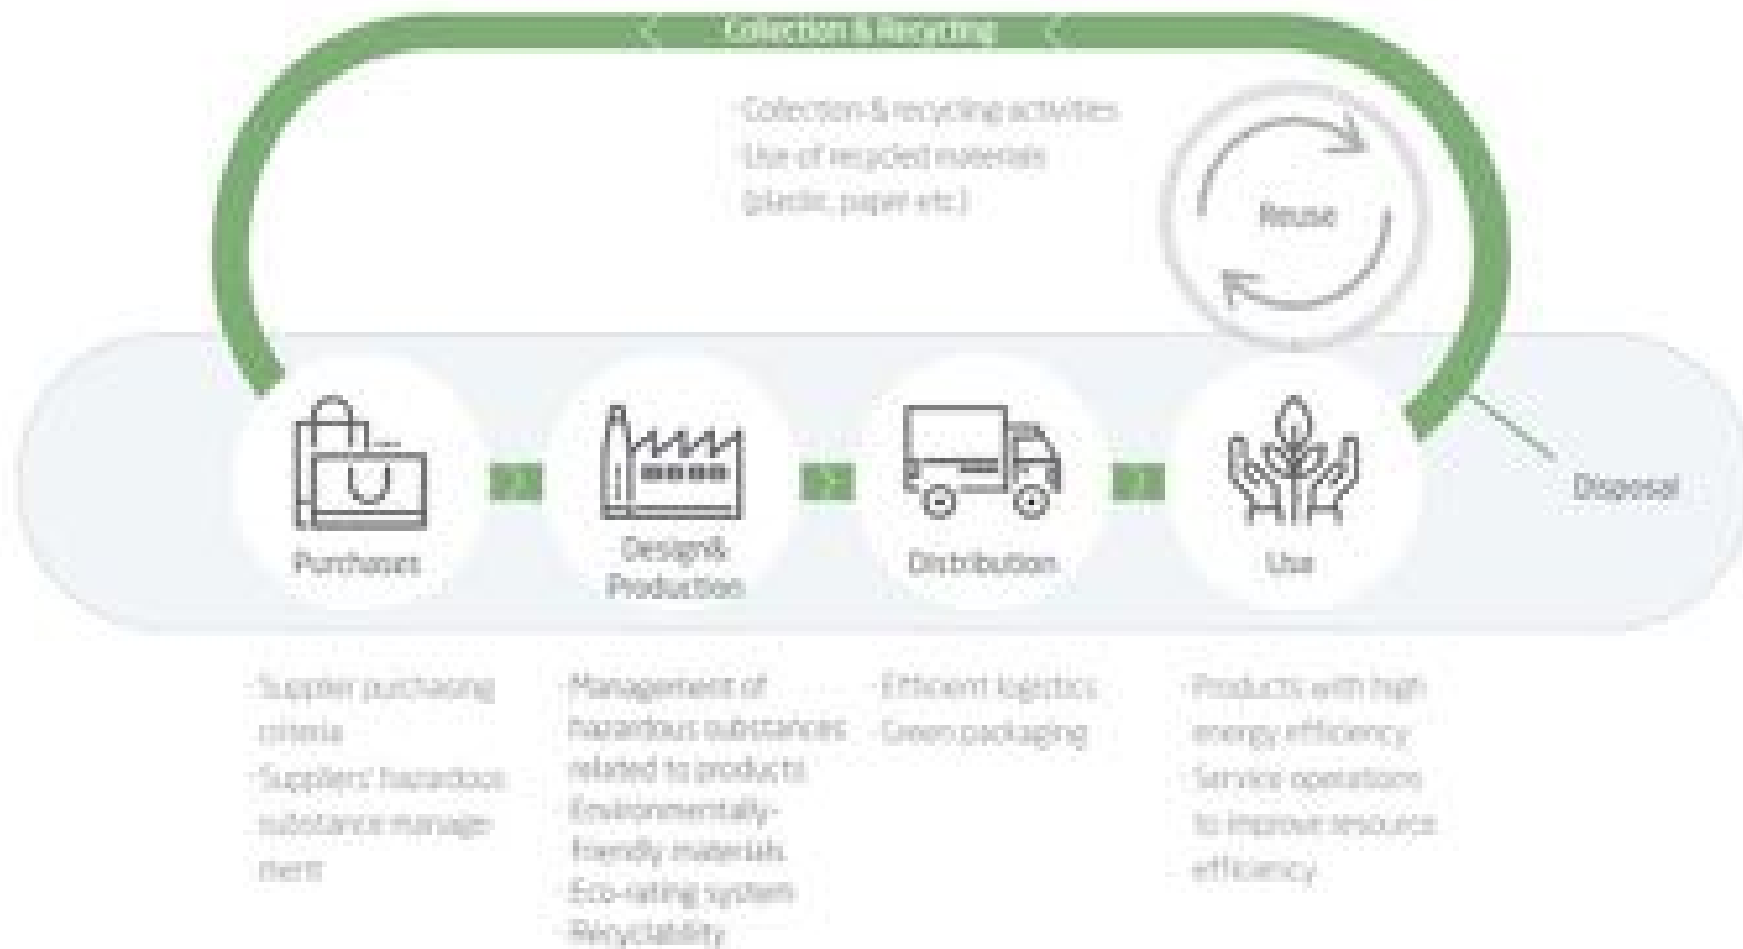 Collection & Recycling
· Collection & recycling activities
· Use of recycled materials
(plastic, paper etc.)
Reuse
Purchases
Design&
Production
Distribution
Use
Disposal
· Supplier purchasing
criteria
· Suppliers' hazardous
substance manage-
ment
· Management of
hazardous substances
related to products
· Environmentally-
friendly materials
· Eco-rating system
· Recyclability
· Efficient logistics
· Green packaging
· Products with high
energy efficiency
· Service operations
to improve resource
efficiency